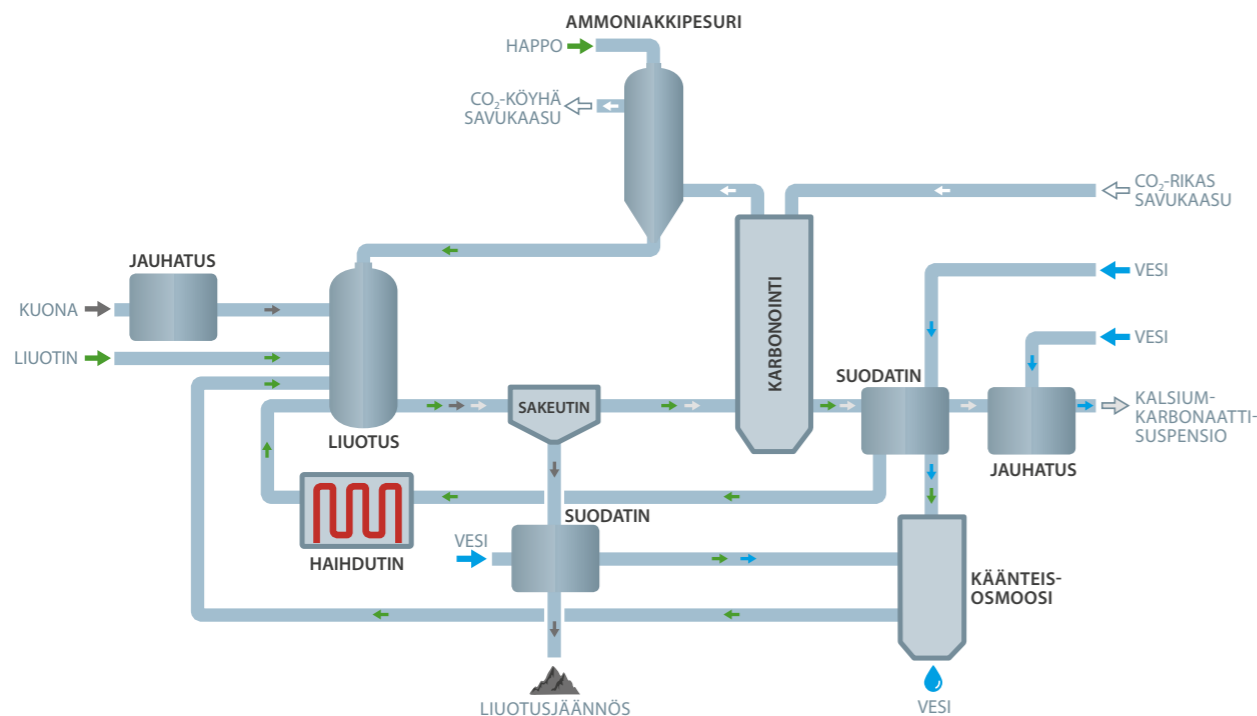 AMMONIAKKIPESURI
HAPPO
CO₂-KÖYHÄ
SAVUKAASU
CO₂-RIKAS
SAVUKAASU
JAUHATUS
KUONA
LIUOTIN
LIUOTUS
SAKEUTIN
KARBONOINTI
VESI
VESI
SUODATIN
KALSIUM-
KARBONAATTI-
SUSPENSIO
JAUHATUS
HAIHDUTIN
SUODATIN
VESI
KÄÄNTEIS-
OSMOOSI
LIUOTUSJÄÄNNÖS
VESI